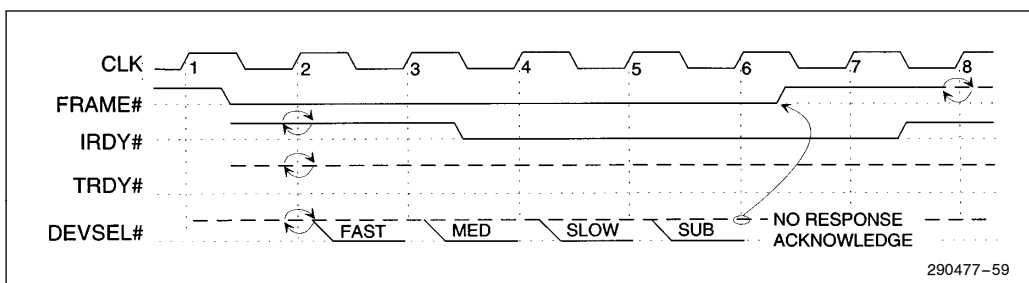 CLK 1 2 3 4 5 6 7 8
FRAME#
IRDY#
TRDY#
DEVSEL# FAST MED SLOW SUB NO RESPONSE
ACKNOWLEDGE
290477–59